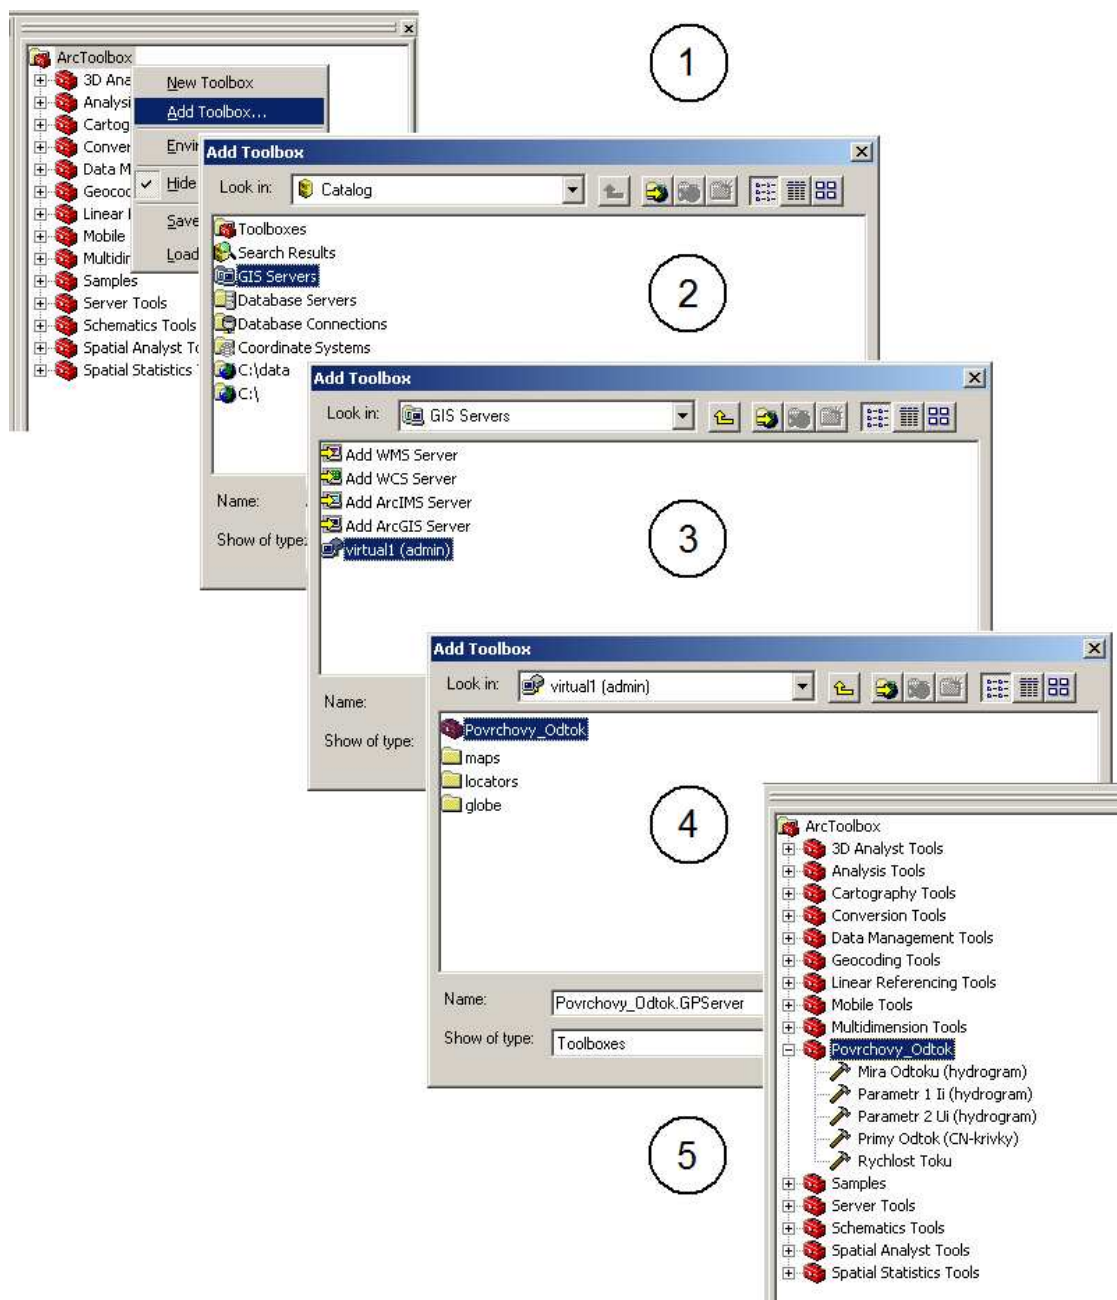 ArcToolbox
3D Ana
Analysi
Cartog
Conver
Data M
Geocod
Linear
Mobile
Multidir
Samples
Server Tools
Schematics Tools
Spatial Analyst To
Spatial Statistics
New Toolbox
Add Toolbox...
Envir
Hide
Save
Load
1
Add Toolbox
Look in: Catalog
Toolboxes
Search Results
GIS Servers
Database Servers
Database Connections
Coordinate Systems
C:\data
C:\
Name:
Show of type:
2
Add Toolbox
Look in: GIS Servers
Add WMS Server
Add WCS Server
Add ArcIMS Server
Add ArcGIS Server
virtual1 (admin)
Name:
Show of type:
3
Add Toolbox
Look in: virtual1 (admin)
Povrchovy_Odtok
maps
locators
globe
Name: Povrchovy_Odtok.GPServer
Show of type: Toolboxes
4
ArcToolbox
3D Analyst Tools
Analysis Tools
Cartography Tools
Conversion Tools
Data Management Tools
Geocoding Tools
Linear Referencing Tools
Mobile Tools
Multidimension Tools
Povrchovy_Odtok
Mira Odtoku (hydrogram)
Parametr 1 Ii (hydrogram)
Parametr 2 Ui (hydrogram)
Primy Odtok (CN-krivky)
Rychlost Toku
Samples
Server Tools
Schematics Tools
Spatial Analyst Tools
Spatial Statistics Tools
5